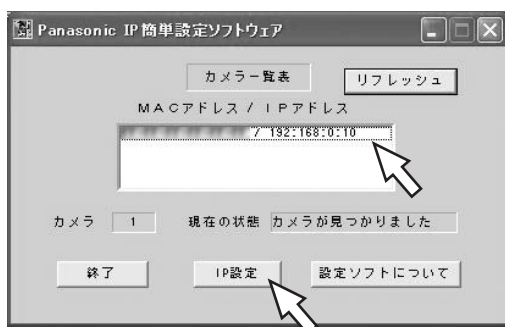 Panasonic IP簡単設定ソフトウェア
カメラ一覧表
リフレッシュ
MACアドレス / IPアドレス
/ 192:168:0:10
カメラ 1 現在の状態 カメラが見つかりました
終了 IP設定 設定ソフトについて